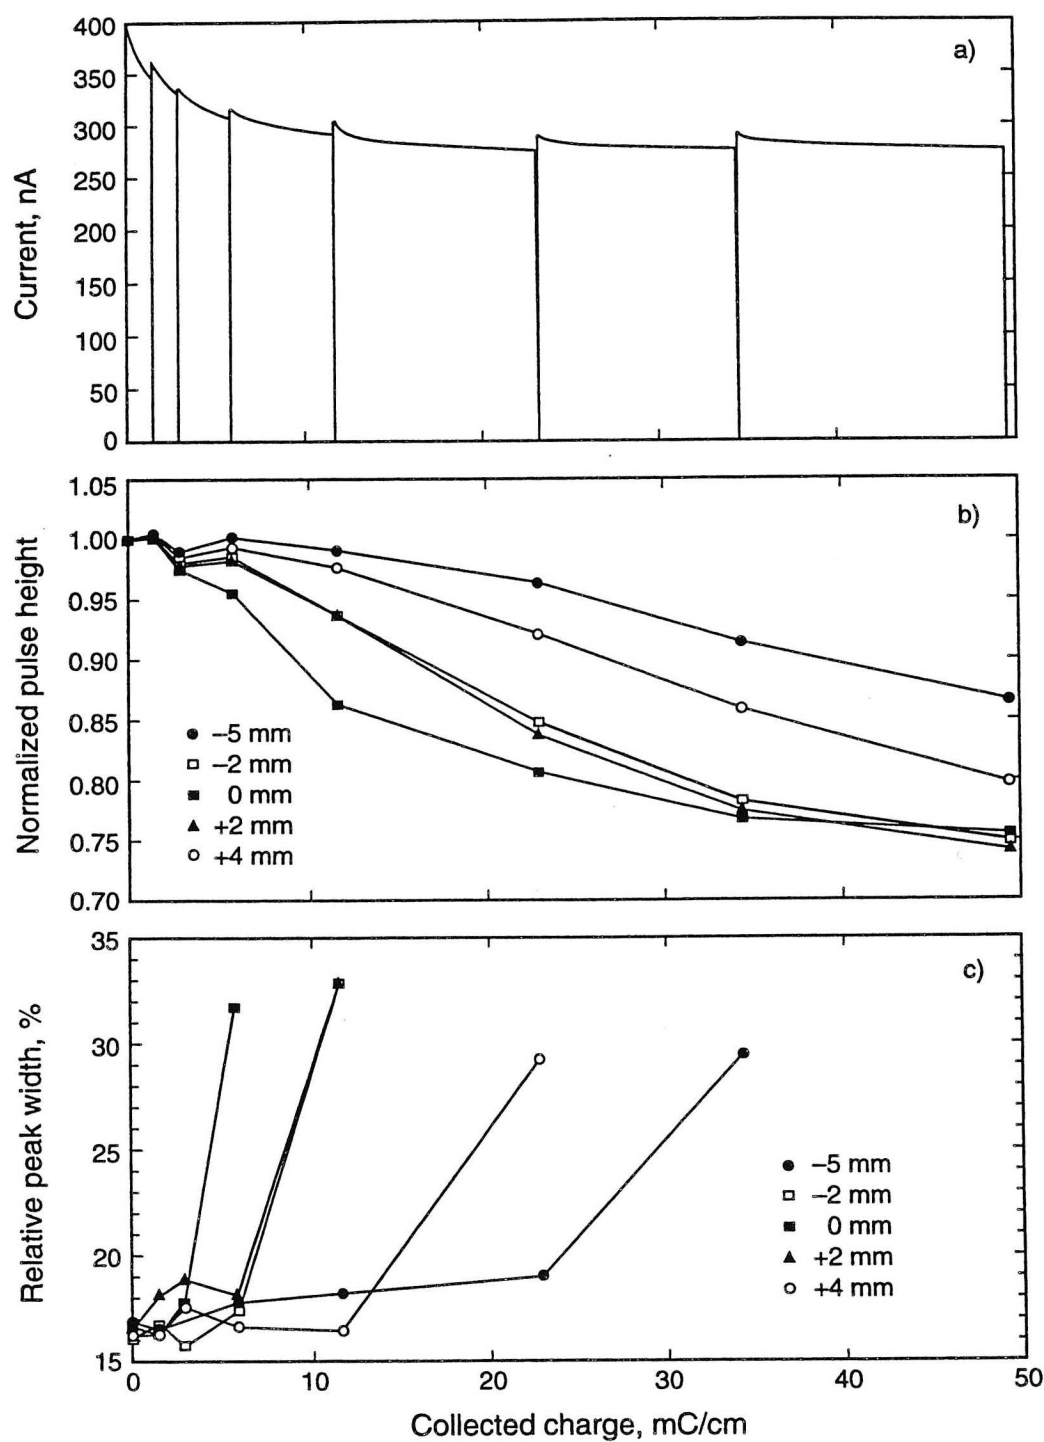 a)
400
350
300
250
200
150
100
50
0
Current, nA
b)
1.05
1.00
0.95
0.90
0.85
0.80
0.75
0.70
Normalized pulse height
–5 mm
–2 mm
0 mm
+2 mm
+4 mm
c)
35
30
25
20
15
Relative peak width, %
–5 mm
–2 mm
0 mm
+2 mm
+4 mm
0 10 20 30 40 50
Collected charge, mC/cm